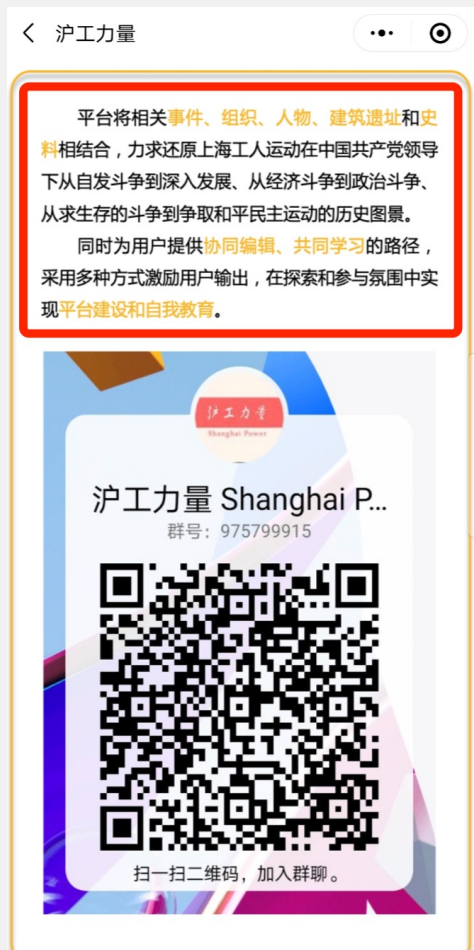 沪工力量
平台将相关事件、组织、人物、建筑遗址和史
料相结合，力求还原上海工人运动在中国共产党领导
下从自发斗争到深入发展、从经济斗争到政治斗争、
从求生存的斗争到争取和平民主运动的历史图景。
同时为用户提供协同编辑、共同学习的路径，
采用多种方式激励用户输出，在探索和参与氛围中实
现平台建设和自我教育。
沪工力量
Shanghai Power
沪工力量 Shanghai P...
群号：975799915
扫一扫二维码，加入群聊。